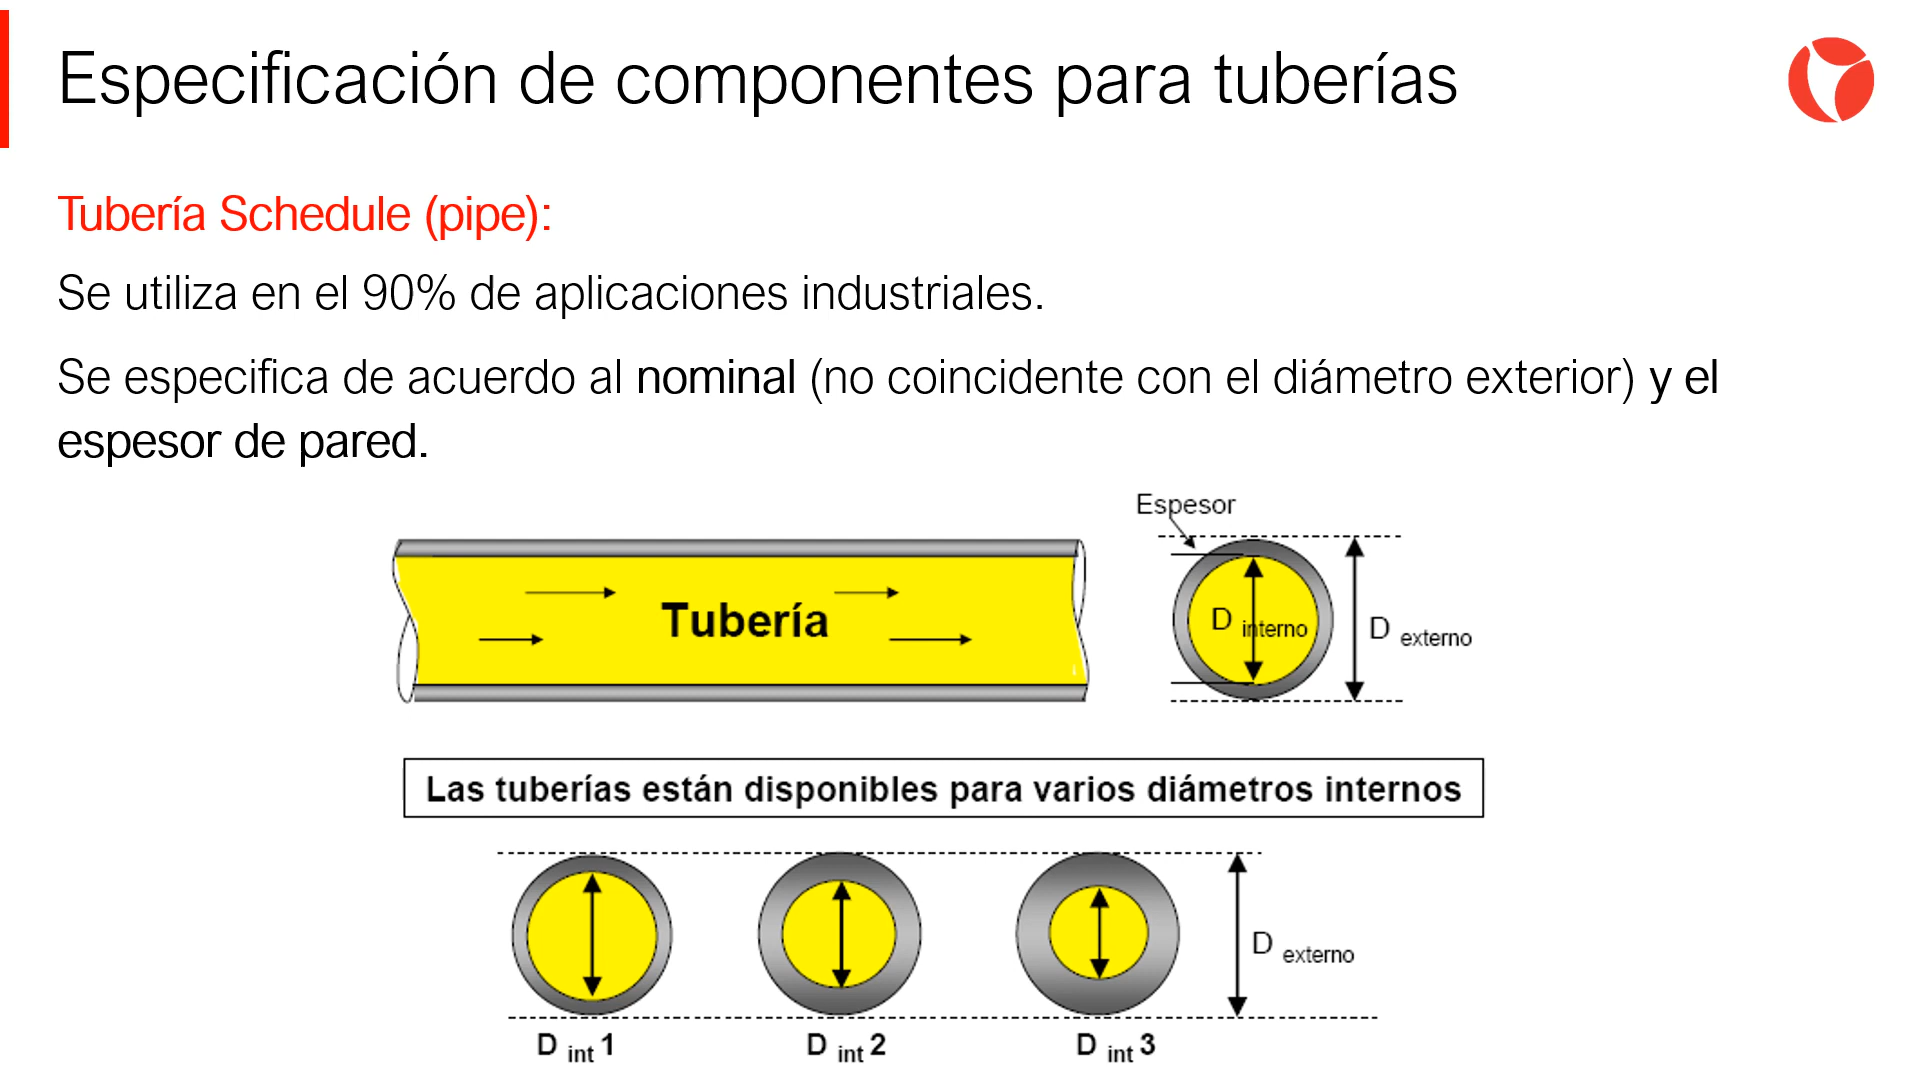 Especificación de componentes para tuberías
Tubería Schedule (pipe):
Se utiliza en el 90% de aplicaciones industriales.
Se especifica de acuerdo al nominal (no coincidente con el diámetro exterior) y el
espesor de pared.
Espesor
Tubería
D interno
D externo
Las tuberías están disponibles para varios diámetros internos
D externo
D int 1
D int 2
D int 3